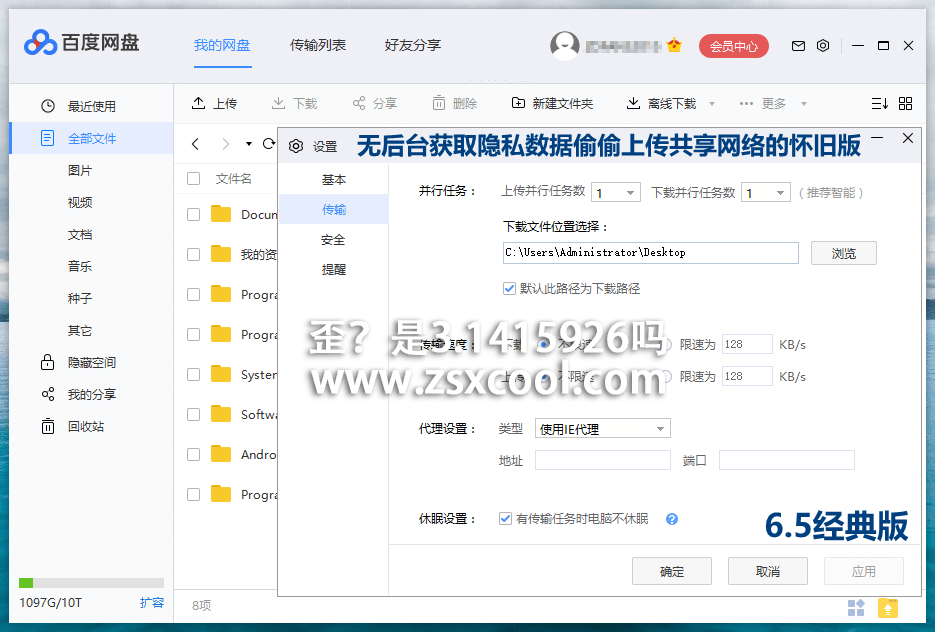 百度网盘
我的网盘 传输列表 好友分享
会员中心
上传 下载 分享 删除 新建文件夹 离线下载 更多
最近使用
全部文件
图片
视频
文档
音乐
种子
其它
隐藏空间
我的分享
回收站
1097G/10T 扩容
文件名
Docun
我的资
Progra
Progra
System
Softwa
Andro
Progra
8项
设置 无后台获取隐私数据偷偷上传共享网络的怀旧版
基本
传输
安全
提醒
并行任务： 上传并行任务数 1 下载并行任务数 1 （推荐智能）
下载文件位置选择：
C:\Users\Administrator\Desktop 浏览
默认此路径为下载路径
歪？是3.1415926吗
传输速度： 下载 不限速 限速为 128 KB/s
www.zsxcool.com
上传 不限速 限速为 128 KB/s
代理设置： 类型 使用IE代理
地址 端口
休眠设置： 有传输任务时电脑不休眠
6.5经典版
确定 取消 应用